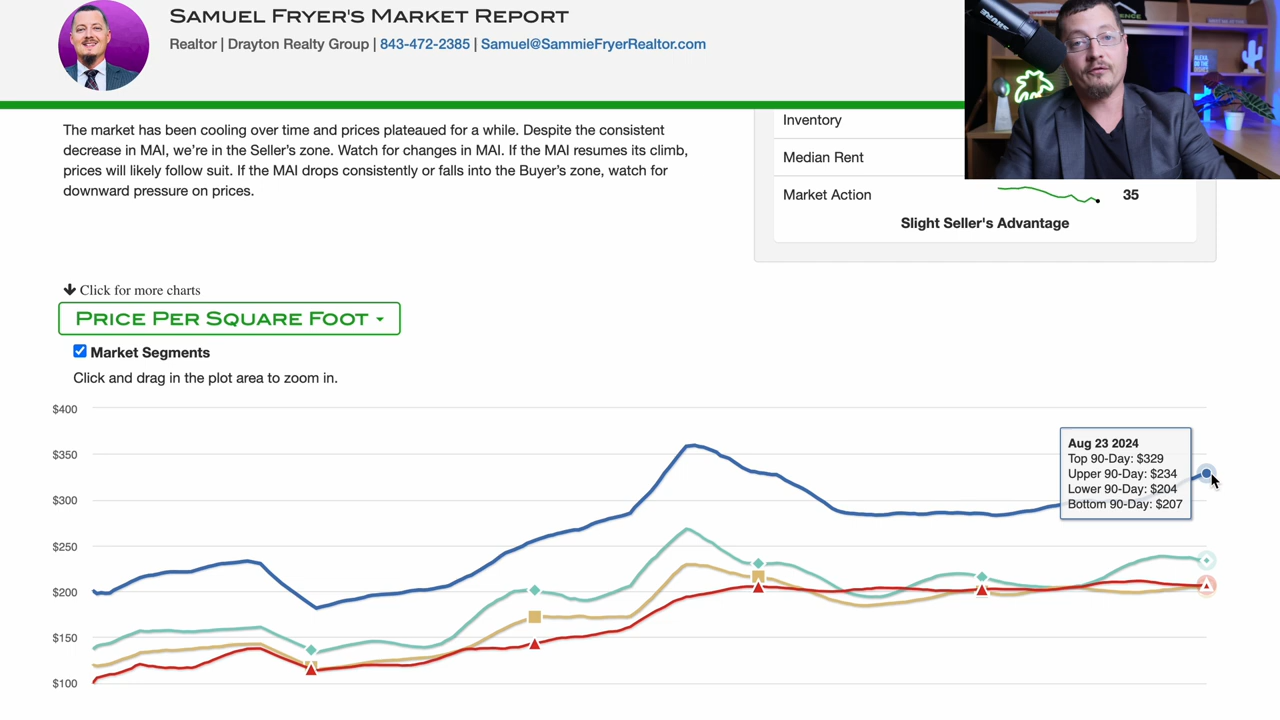 SAMUEL FRYER'S MARKET REPORT
Realtor | Drayton Realty Group | 843-472-2385 | Samuel@SammieFryerRealtor.com
SHURE
The market has been cooling over time and prices plateaued for a while. Despite the consistent
decrease in MAI, we're in the Seller's zone. Watch for changes in MAI. If the MAI resumes its climb,
prices will likely follow suit. If the MAI drops consistently or falls into the Buyer's zone, watch for
downward pressure on prices.
Inventory
Median Rent
Market Action 35
Slight Seller's Advantage
Click for more charts
PRICE PER SQUARE FOOT
Market Segments
Click and drag in the plot area to zoom in.
$400
$350
$300
$250
$200
$150
$100
Aug 23 2024
Top 90-Day: $329
Upper 90-Day: $234
Lower 90-Day: $204
Bottom 90-Day: $207